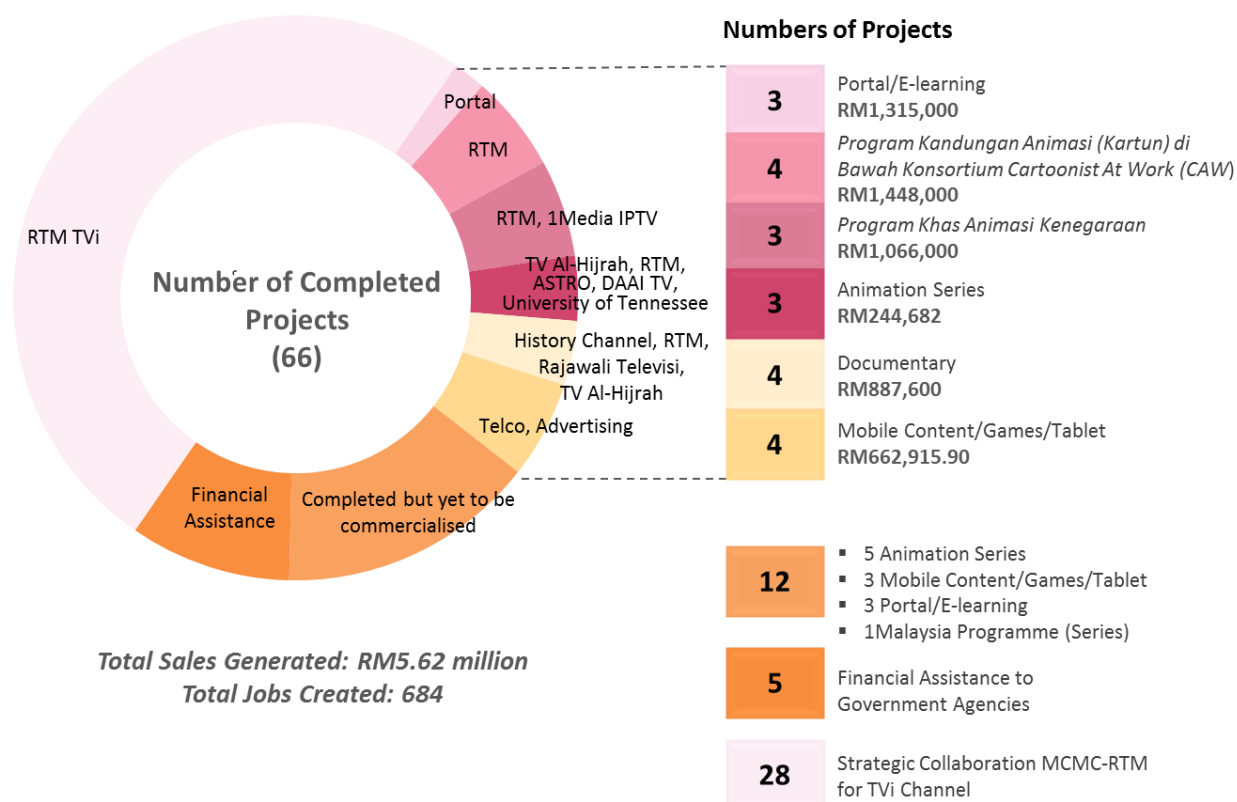 Numbers of Projects
Portal
RTM
RTM, 1Media IPTV
TV Al-Hijrah, RTM,
ASTRO, DAAI TV,
University of Tennessee
History Channel, RTM,
Rajawali Televisi,
TV Al-Hijrah
Telco, Advertising
Completed but yet to be
commercialised
Financial
Assistance
RTM TVi
Number of Completed
Projects
(66)
Total Sales Generated: RM5.62 million
Total Jobs Created: 684
3
Portal/E-learning
RM1,315,000
4
Program Kandungan Animasi (Kartun) di
Bawah Konsortium Cartoonist At Work (CAW)
RM1,448,000
3
Program Khas Animasi Kenegaraan
RM1,066,000
3
Animation Series
RM244,682
4
Documentary
RM887,600
4
Mobile Content/Games/Tablet
RM662,915.90
12
▪ 5 Animation Series
▪ 3 Mobile Content/Games/Tablet
▪ 3 Portal/E-learning
▪ 1Malaysia Programme (Series)
5
Financial Assistance to
Government Agencies
28
Strategic Collaboration MCMC-RTM
for TVi Channel